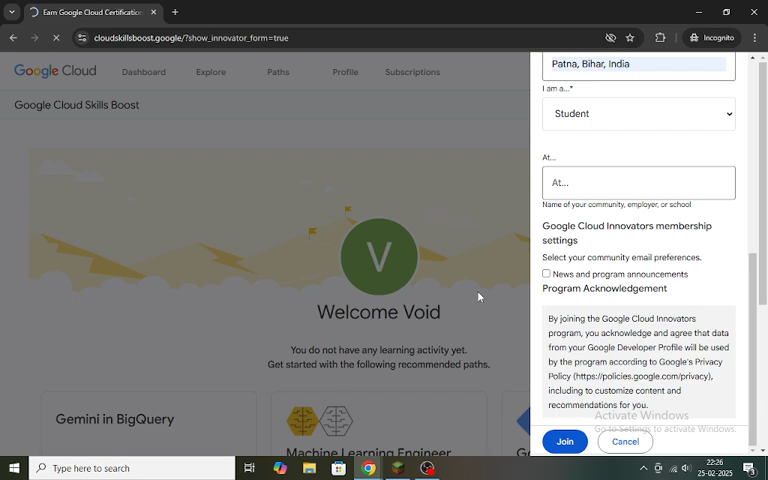 Earn Google Cloud Certification
cloudskillsboost.google/?show_innovator_form=true
Incognito
Google Cloud
Dashboard
Explore
Paths
Profile
Subscriptions
Google Cloud Skills Boost
V
Welcome Void
You do not have any learning activity yet.
Get started with the following recommended paths.
Gemini in BigQuery
Machine Learning Engineer
Patna, Bihar, India
I am a...*
Student
At...
At...
Name of your community, employer, or school
Google Cloud Innovators membership
settings
Select your community email preferences.
News and program announcements
Program Acknowledgement
By joining the Google Cloud Innovators
program, you acknowledge and agree that data
from your Google Developer Profile will be used
by the program according to Google's Privacy
Policy (https://policies.google.com/privacy),
including to customize content and
recommendations for you.
Activate Windows
Go to Settings to activate Windows.
Join
Cancel
Type here to search
22:26
25-02-2025
3